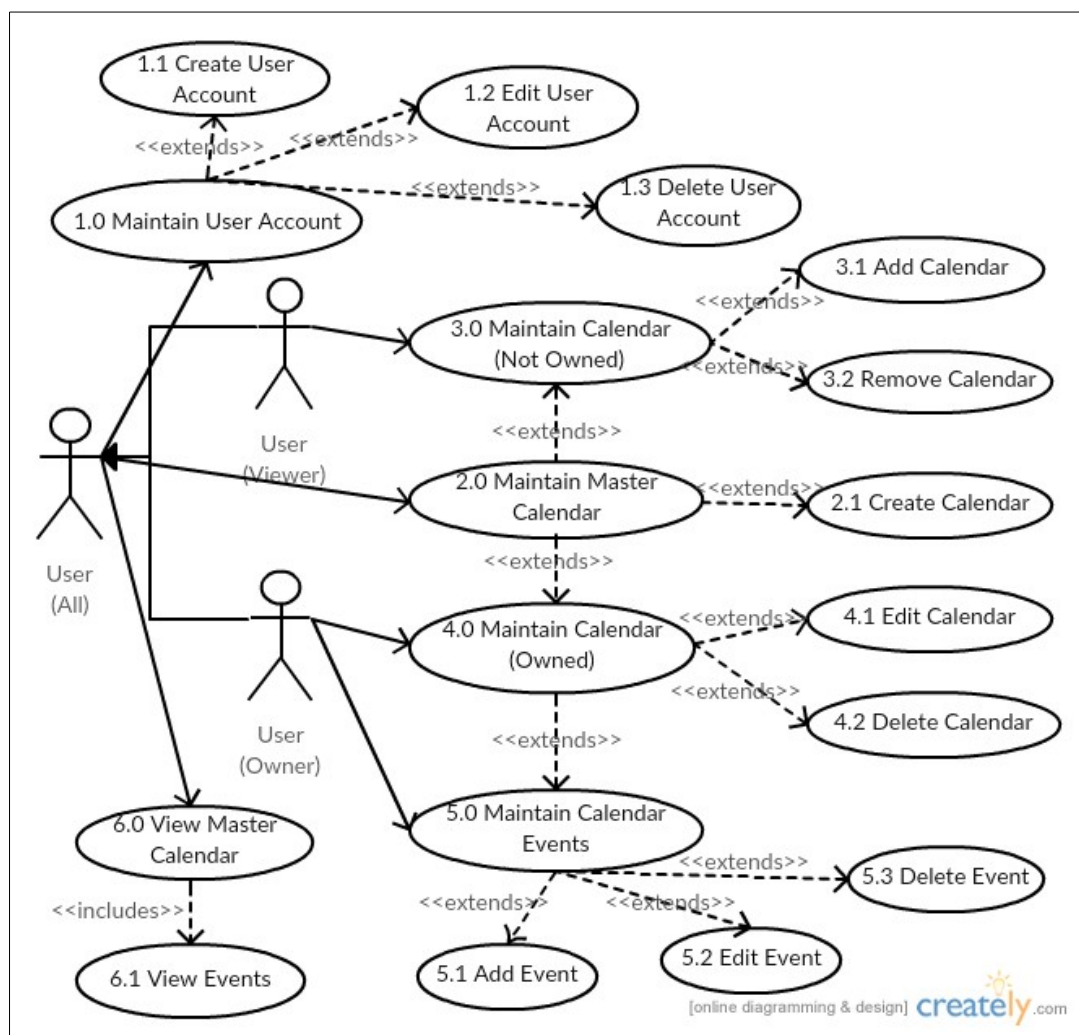 1.1 Create User
Account
1.2 Edit User
Account
<<extends>>
<<extends>>
<<extends>>
1.3 Delete User
Account
1.0 Maintain User Account
3.1 Add Calendar
<<extends>>
3.0 Maintain Calendar
(Not Owned)
<<extends>>
3.2 Remove Calendar
User
(Viewer)
<<extends>>
2.0 Maintain Master
Calendar
<<extends>>
2.1 Create Calendar
User
(All)
<<extends>>
4.1 Edit Calendar
<<extends>>
4.0 Maintain Calendar
(Owned)
<<extends>>
4.2 Delete Calendar
User
(Owner)
<<extends>>
6.0 View Master
Calendar
5.0 Maintain Calendar
Events
<<extends>>
5.3 Delete Event
<<includes>>
<<extends>>
<<extends>>
6.1 View Events
5.1 Add Event
5.2 Edit Event
[online diagramming & design] creately.com